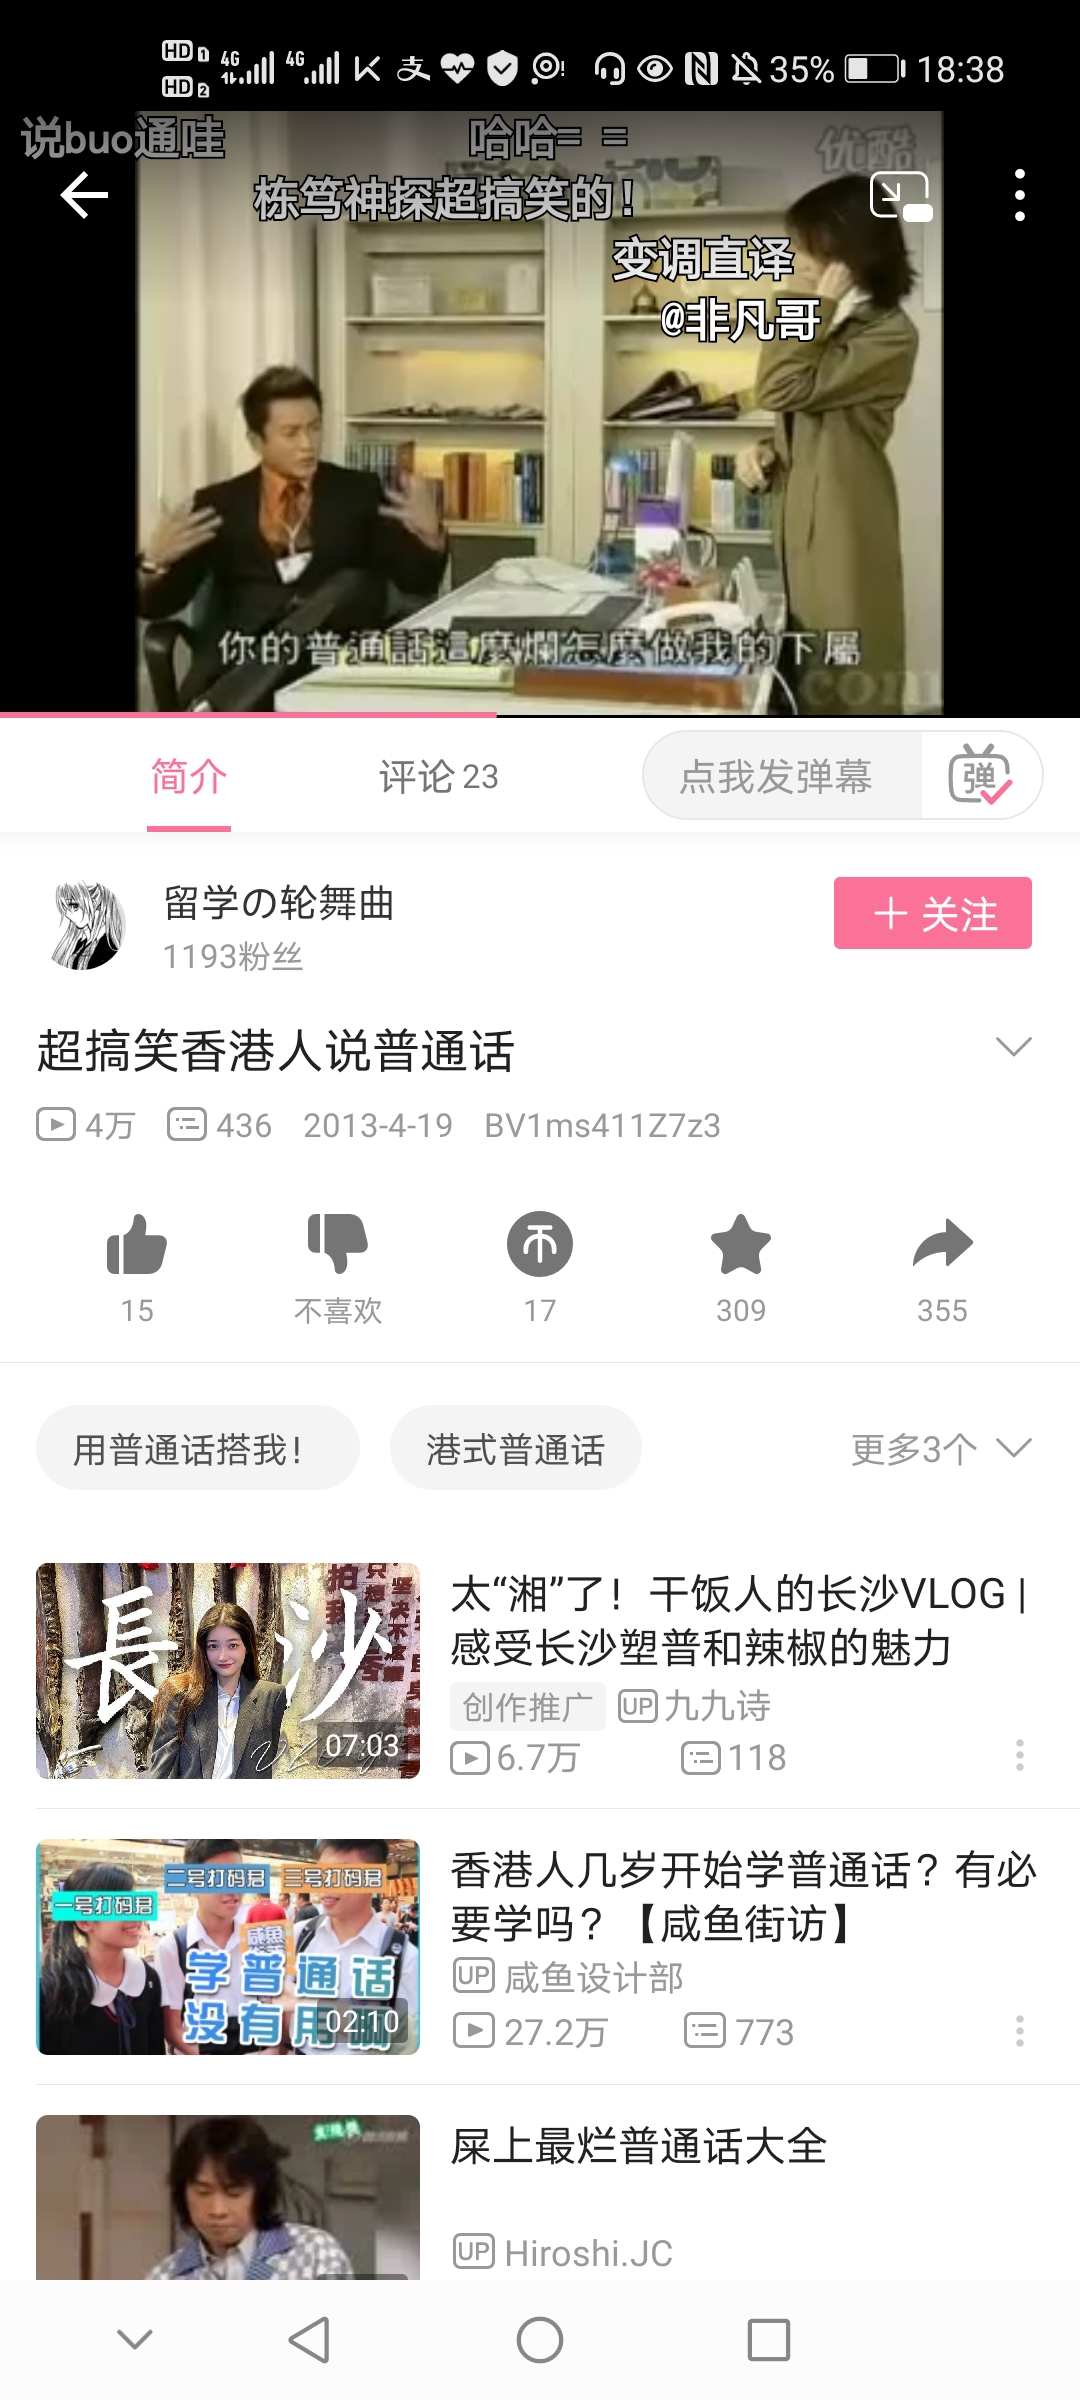 HD 1 4G 4G 35% 18:38
HD 2
说buo通哇
哈哈= =
优酷
栋笃神探超搞笑的！
变调直译
@非凡哥
你的普通話這麼爛怎麼做我的下屬
简介 评论 23 点我发弹幕 弹
留学の轮舞曲
1193粉丝
+ 关注
超搞笑香港人说普通话
4万 436 2013-4-19 BV1ms411Z7z3
15 不喜欢 17 309 355
用普通话搭我！ 港式普通话 更多3个
長沙
07:03
太“湘”了！干饭人的长沙VLOG |
感受长沙塑普和辣椒的魅力
创作推广 UP 九九诗
6.7万 118
一号打码君 二号打码君 三号打码君
学普通话
没有用啊
02:10
香港人几岁开始学普通话？有必
要学吗？【咸鱼街访】
UP 咸鱼设计部
27.2万 773
屎上最烂普通话大全
UP Hiroshi.JC